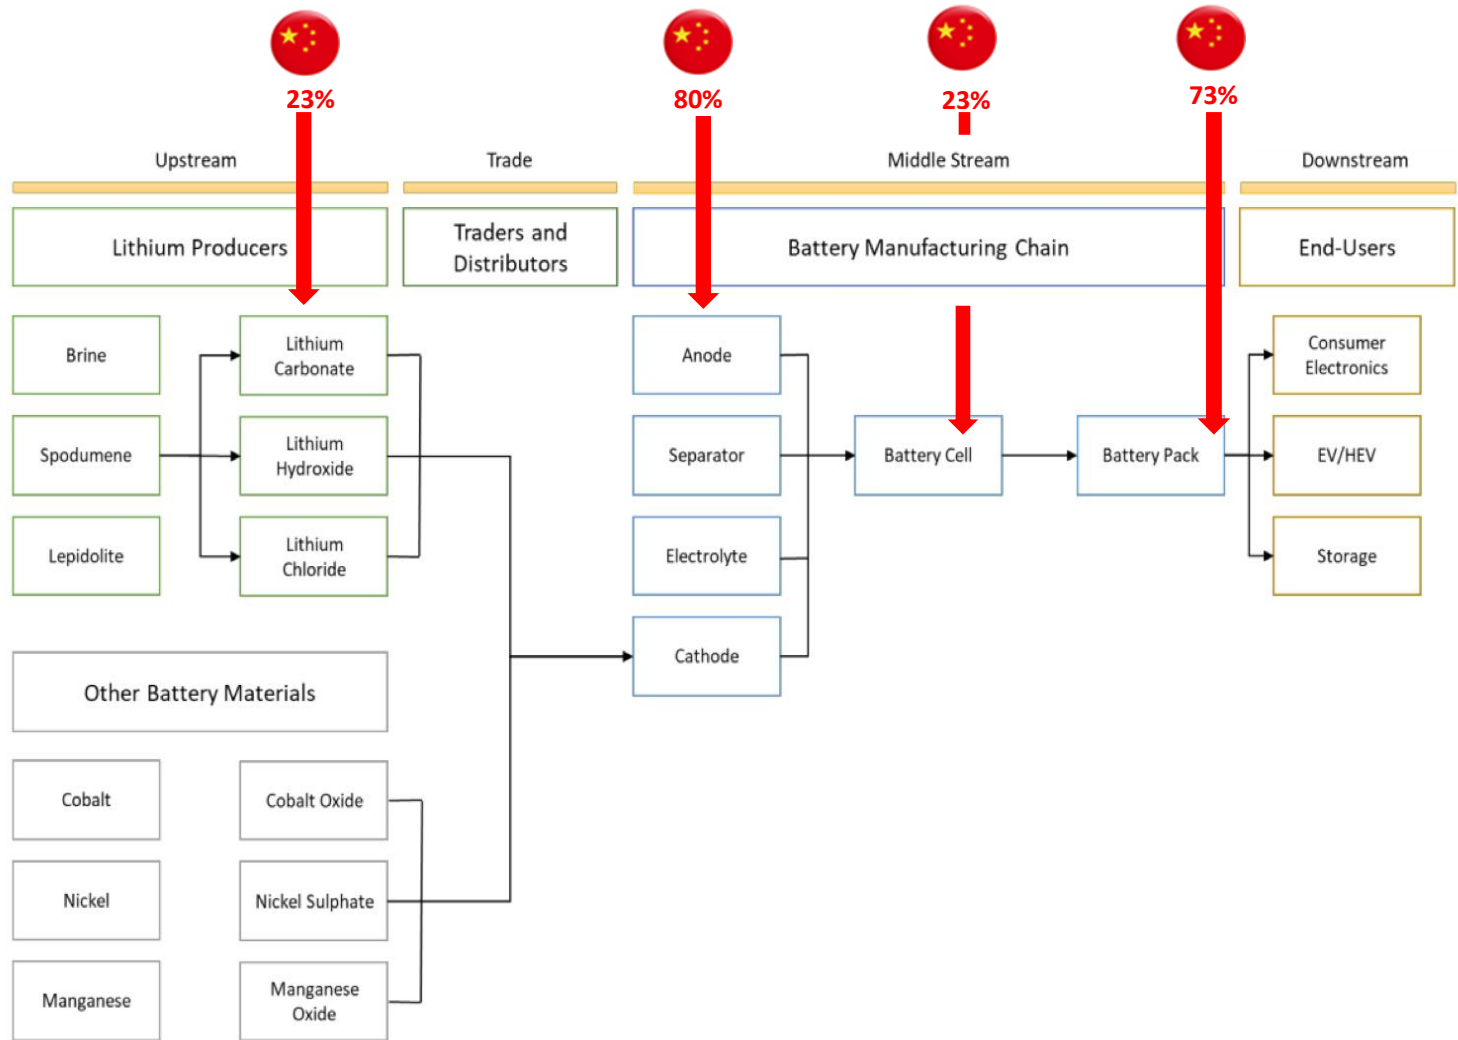 23%
80%
23%
73%
Upstream
Trade
Middle Stream
Downstream
Lithium Producers
Traders and
Distributors
Battery Manufacturing Chain
End-Users
Brine
Lithium
Carbonate
Anode
Consumer
Electronics
Spodumene
Lithium
Hydroxide
Separator
Battery Cell
Battery Pack
EV/HEV
Lepidolite
Lithium
Chloride
Electrolyte
Storage
Cathode
Other Battery Materials
Cobalt
Cobalt Oxide
Nickel
Nickel Sulphate
Manganese
Manganese
Oxide